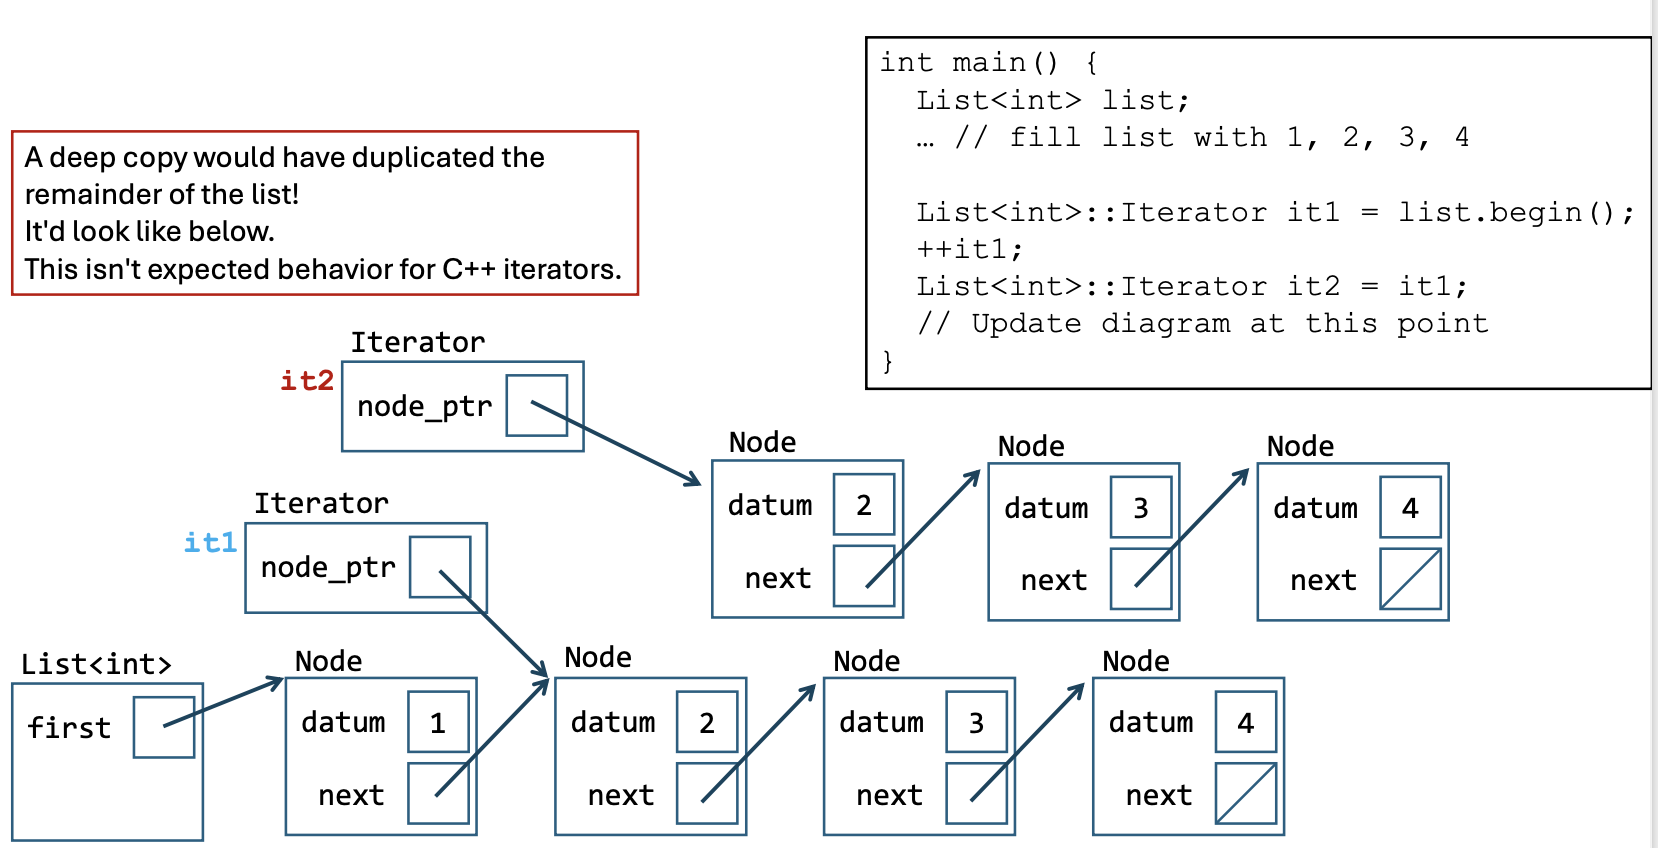 int main() {
List<int> list;
… // fill list with 1, 2, 3, 4
List<int>::Iterator it1 = list.begin();
++it1;
List<int>::Iterator it2 = it1;
// Update diagram at this point
}
A deep copy would have duplicated the
remainder of the list!
It'd look like below.
This isn't expected behavior for C++ iterators.
Iterator
it2
node_ptr
Node
datum 2
next
Node
datum 3
next
Node
datum 4
next
Iterator
it1
node_ptr
List<int>
first
Node
datum 1
next
Node
datum 2
next
Node
datum 3
next
Node
datum 4
next